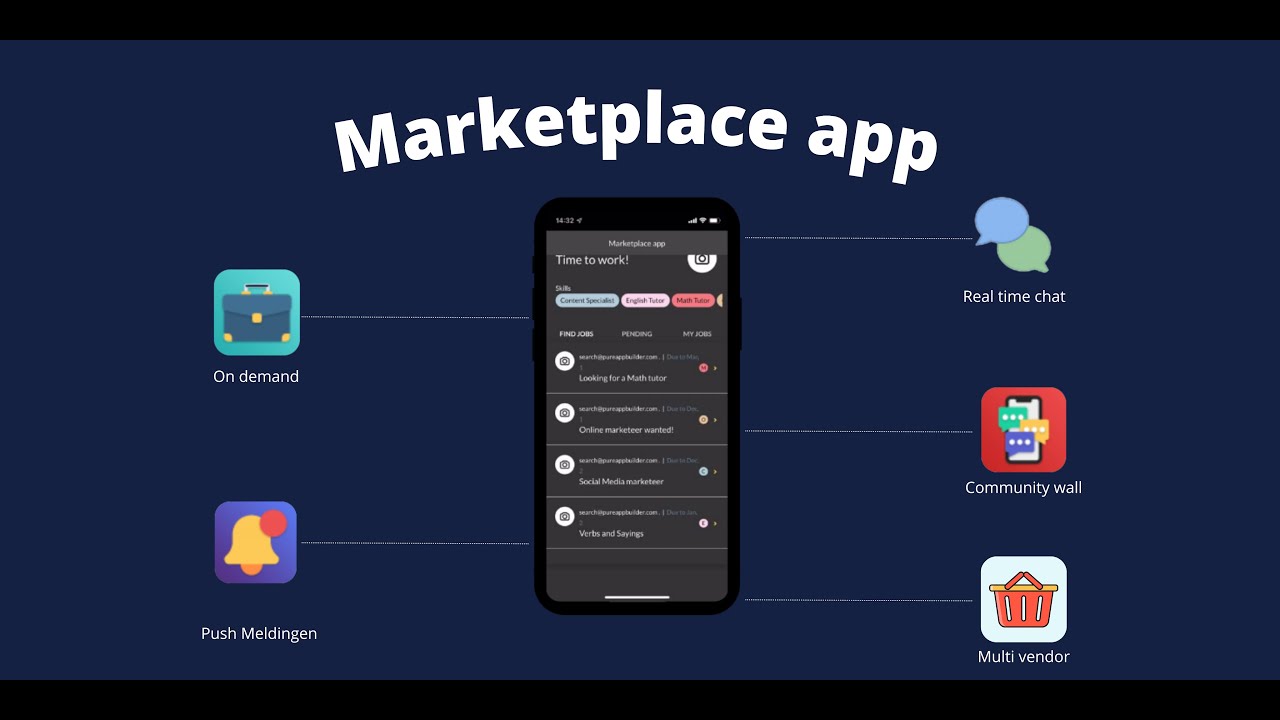 Marketplace app
14:32
Marketplace app
Time to work!
Skills
Content Specialist English Tutor Math Tutor
FIND JOBS PENDING MY JOBS
search@pureappbuilder.com . | Due to Mar,
1
M
Looking for a Math tutor
search@pureappbuilder.com . | Due to Dec,
1
O
Online marketeer wanted!
search@pureappbuilder.com . | Due to Dec,
2
C
Social Media marketeer
search@pureappbuilder.com . | Due to Jan,
2
E
Verbs and Sayings
On demand
Push Meldingen
Real time chat
Community wall
Multi vendor